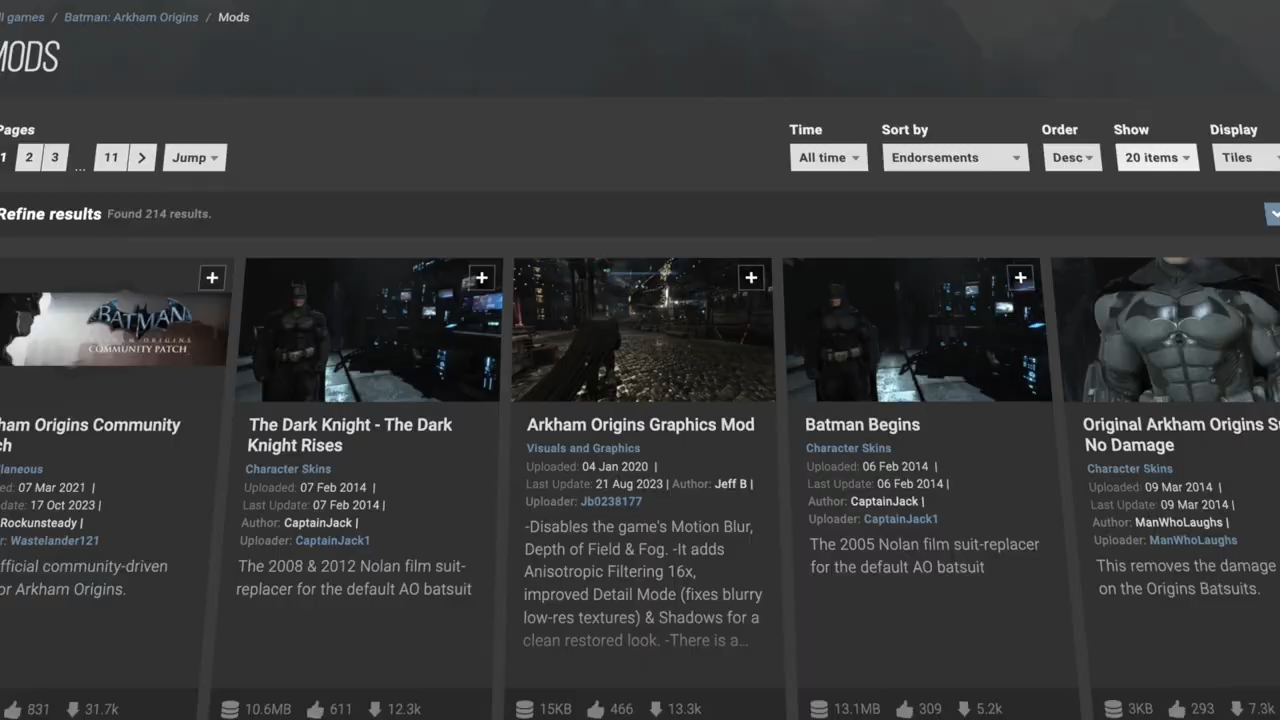 ll games / Batman: Arkham Origins / Mods
MODS
Pages
1 2 3 ... 11 > Jump
Time
All time
Sort by
Endorsements
Order
Desc
Show
20 items
Display
Tiles
Refine results Found 214 results.
BATMAN
ARKHAM ORIGINS
COMMUNITY PATCH
ham Origins Community
ch
laneous
ed: 07 Mar 2021 |
date: 17 Oct 2023 |
Rockunsteady |
r: Wastelander121
fficial community-driven
or Arkham Origins.
831 31.7k
The Dark Knight - The Dark
Knight Rises
Character Skins
Uploaded: 07 Feb 2014 |
Last Update: 07 Feb 2014 |
Author: CaptainJack |
Uploader: CaptainJack1
The 2008 & 2012 Nolan film suit-
replacer for the default AO batsuit
10.6MB 611 12.3k
Arkham Origins Graphics Mod
Visuals and Graphics
Uploaded: 04 Jan 2020 |
Last Update: 21 Aug 2023 | Author: Jeff B |
Uploader: Jb0238177
-Disables the game's Motion Blur,
Depth of Field & Fog. -It adds
Anisotropic Filtering 16x,
improved Detail Mode (fixes blurry
low-res textures) & Shadows for a
clean restored look. -There is a...
15KB 466 13.3k
Batman Begins
Character Skins
Uploaded: 06 Feb 2014 |
Last Update: 06 Feb 2014 |
Author: CaptainJack |
Uploader: CaptainJack1
The 2005 Nolan film suit-replacer
for the default AO batsuit
13.1MB 309 5.2k
Original Arkham Origins S
No Damage
Character Skins
Uploaded: 09 Mar 2014 |
Last Update: 09 Mar 2014 |
Author: ManWhoLaughs |
Uploader: ManWhoLaughs
This removes the damage
on the Origins Batsuits.
3KB 293 7.3k